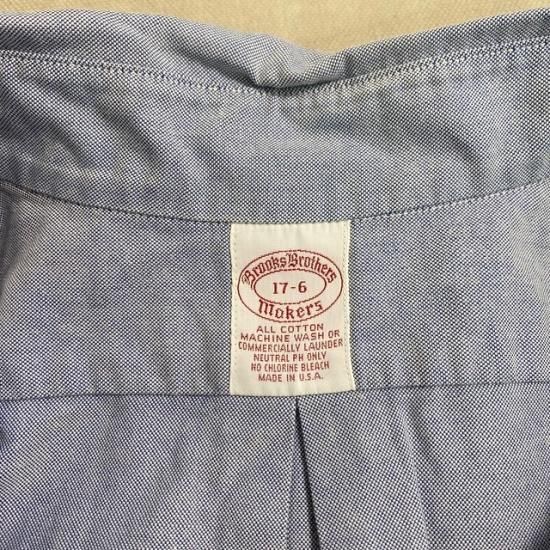 Brooks Brothers
17-6
Makers
ALL COTTON
MACHINE WASH OR
COMMERCIALLY LAUNDER
NEUTRAL PH ONLY
NO CHLORINE BLEACH
MADE IN U.S.A.